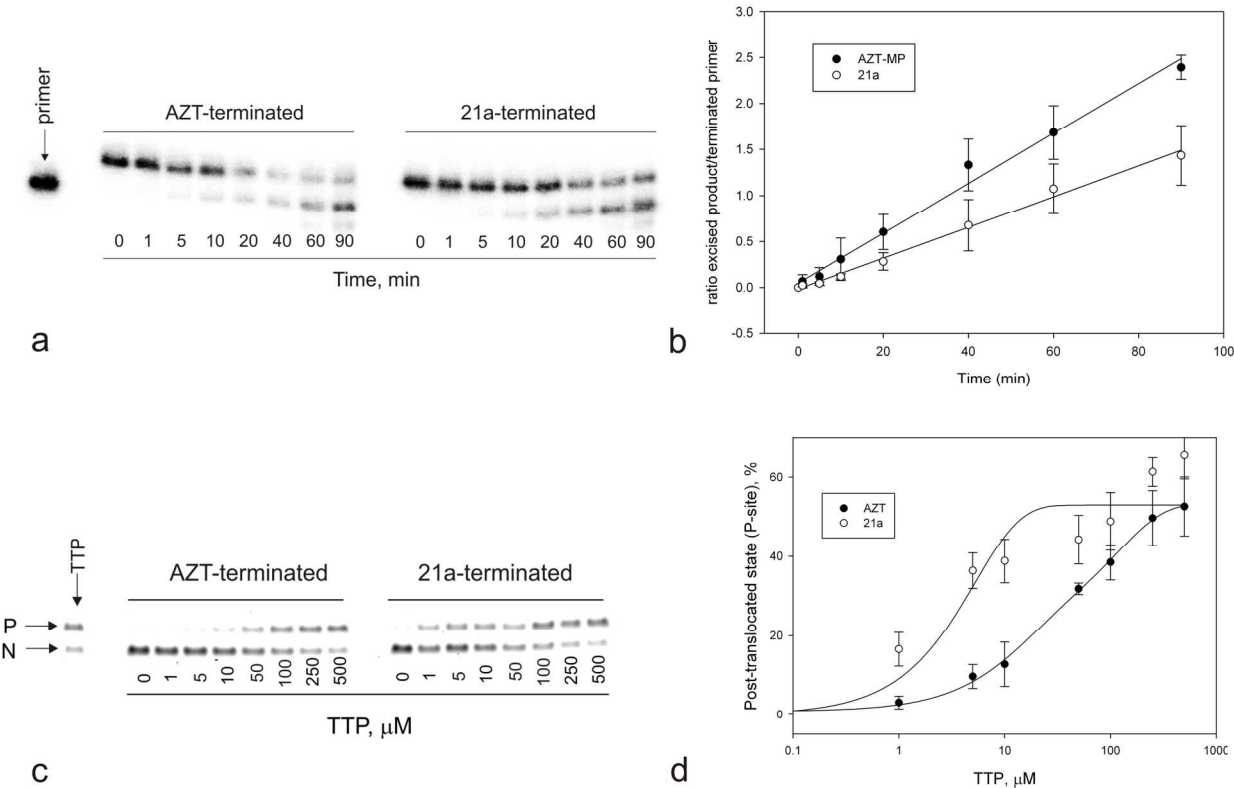 primer
AZT-terminated
21a-terminated
0 1 5 10 20 40 60 90 0 1 5 10 20 40 60 90
Time, min
a
ratio excised product/terminated primer
3.0
2.5
2.0
1.5
1.0
0.5
0.0
-0.5
AZT-MP
21a
0 20 40 60 80 100
Time (min)
b
TTP
P
N
AZT-terminated
21a-terminated
0 1 5 10 50 100 250 500 0 1 5 10 50 100 250 500
TTP, μM
c
Post-translocated state (P-site), %
60
40
20
0
AZT
21a
0.1 1 10 100 1000
TTP, μM
d